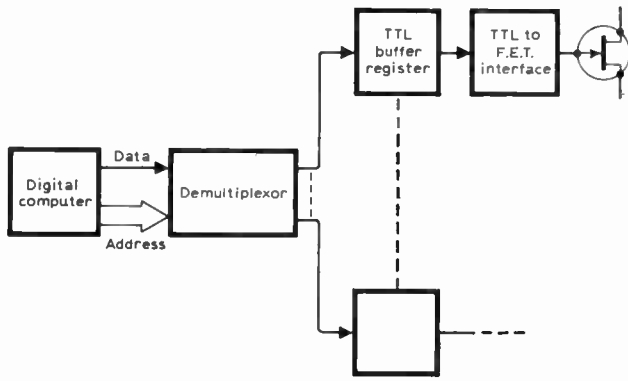 TTL
buffer
register
TTL to
F.E.T.
interface
Data
Digital
computer
Demultiplexor
Address